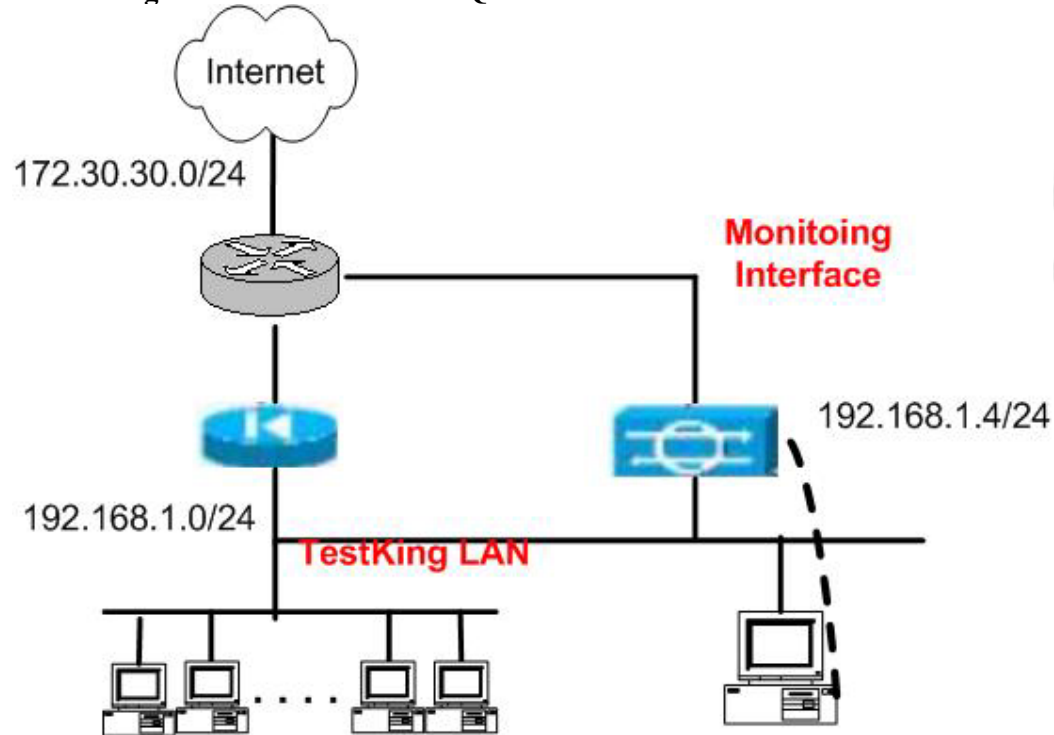 Internet
172.30.30.0/24
Monitoing
Interface
192.168.1.4/24
192.168.1.0/24
TestKing LAN